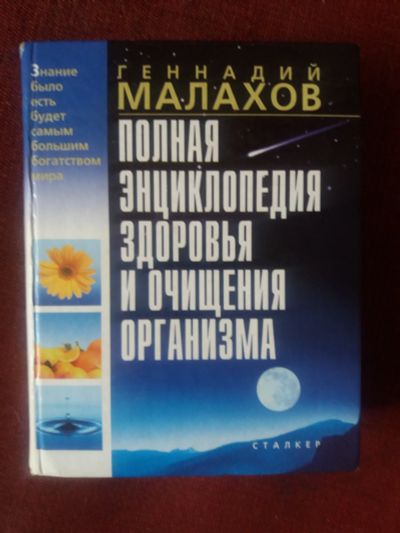 Знание
было
есть
будет
самым
большим
богатством
мира
ГЕННАДИЙ
МАЛАХОВ
ПОЛНАЯ
ЭНЦИКЛОПЕДИЯ
ЗДОРОВЬЯ
И ОЧИЩЕНИЯ
ОРГАНИЗМА
СТАЛКЕР